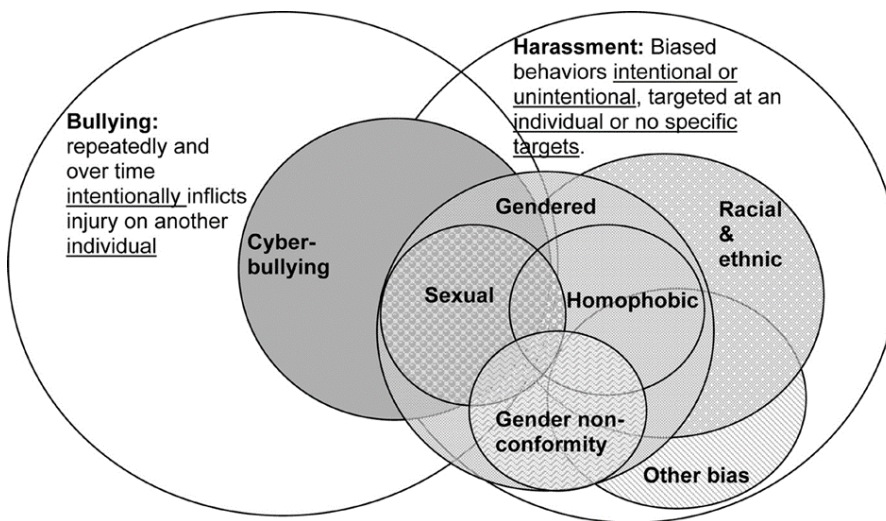 Bullying:
repeatedly and
over time
intentionally inflicts
injury on another
individual
Harassment: Biased
behaviors intentional or
unintentional, targeted at an
individual or no specific
targets.
Cyber-
bullying
Gendered
Racial
&
ethnic
Sexual
Homophobic
Gender non-
conformity
Other bias